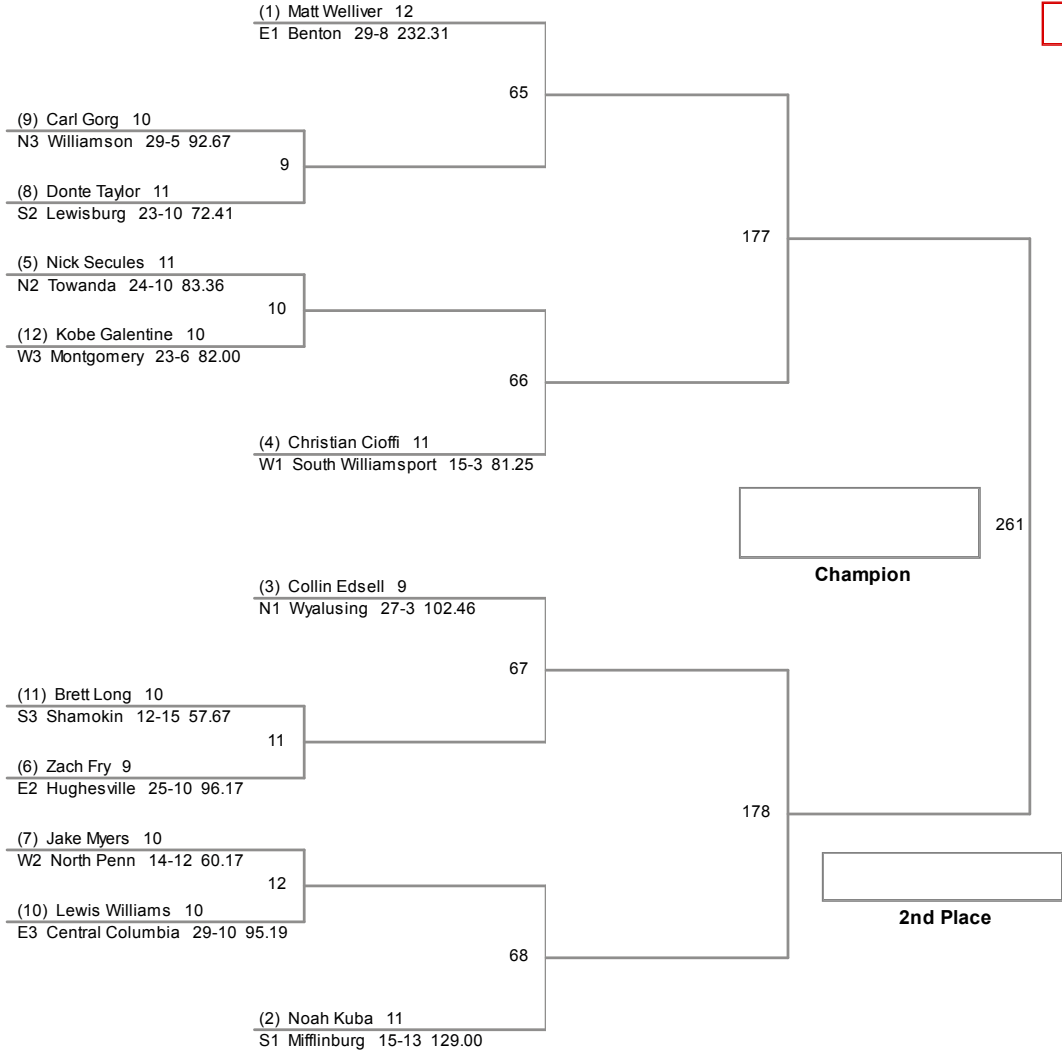 (1) Matt Welliver 12
E1 Benton 29-8 232.31
65
(9) Carl Gorg 10
N3 Williamson 29-5 92.67
9
(8) Donte Taylor 11
S2 Lewisburg 23-10 72.41
177
(5) Nick Secules 11
N2 Towanda 24-10 83.36
10
(12) Kobe Galentine 10
W3 Montgomery 23-6 82.00
66
(4) Christian Cioffi 11
W1 South Williamsport 15-3 81.25
261
Champion
(3) Collin Edsell 9
N1 Wyalusing 27-3 102.46
67
(11) Brett Long 10
S3 Shamokin 12-15 57.67
11
(6) Zach Fry 9
E2 Hughesville 25-10 96.17
178
(7) Jake Myers 10
W2 North Penn 14-12 60.17
12
(10) Lewis Williams 10
E3 Central Columbia 29-10 95.19
2nd Place
68
(2) Noah Kuba 11
S1 Mifflinburg 15-13 129.00